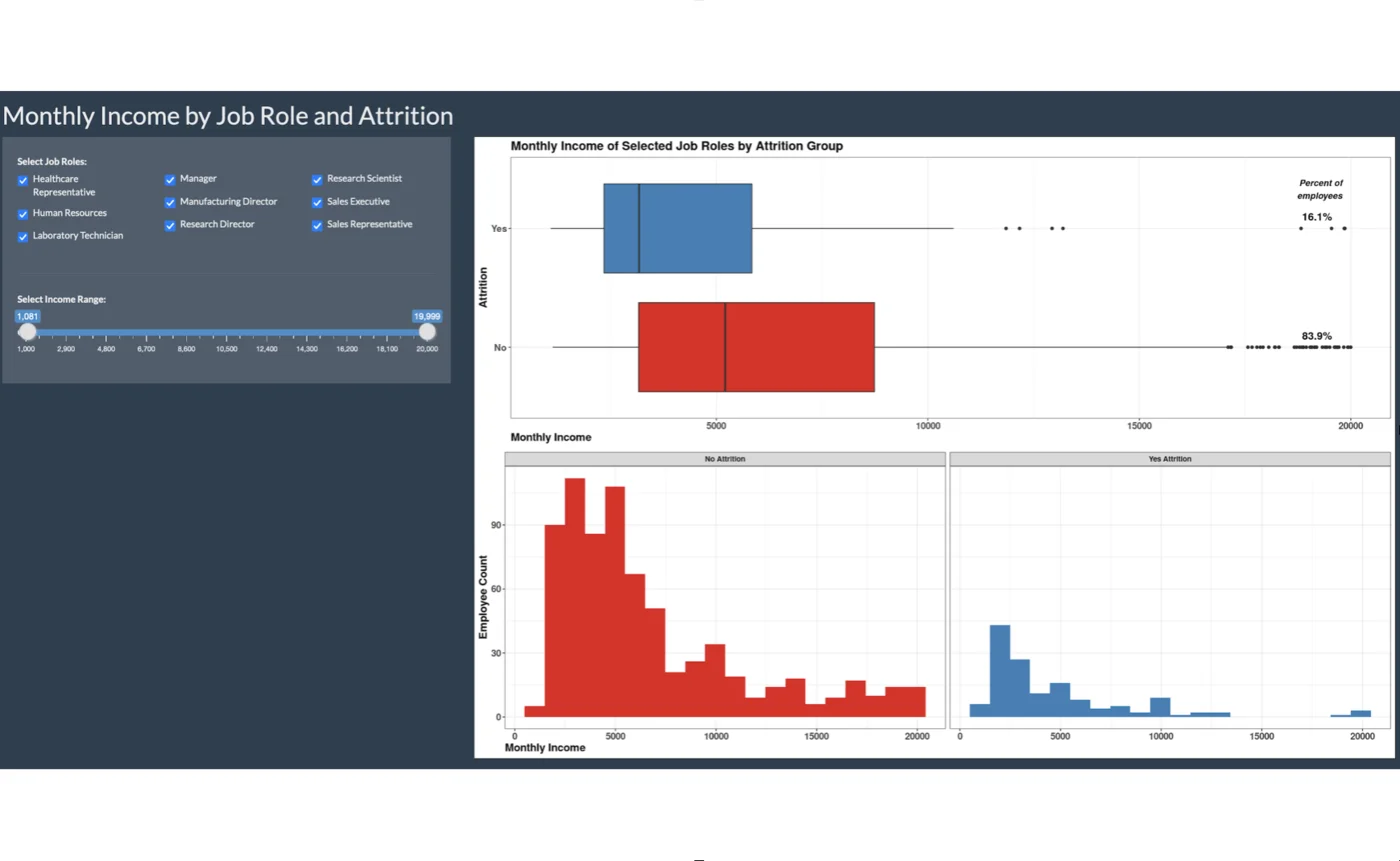 Monthly Income by Job Role and Attrition
Select Job Roles:
Healthcare
Representative
Human Resources
Laboratory Technician
Manager
Manufacturing Director
Research Director
Research Scientist
Sales Executive
Sales Representative
Select Income Range:
1,081 19,999
1,000 2,900 4,800 6,700 8,600 10,500 12,400 14,300 16,200 18,100 20,000
Monthly Income of Selected Job Roles by Attrition Group
Percent of
employees
16.1%
Yes
Attrition
83.9%
No
5000 10000 15000 20000
Monthly Income
No Attrition
Yes Attrition
Employee Count
90
60
30
0
0 5000 10000 15000 20000
0 5000 10000 15000 20000
Monthly Income